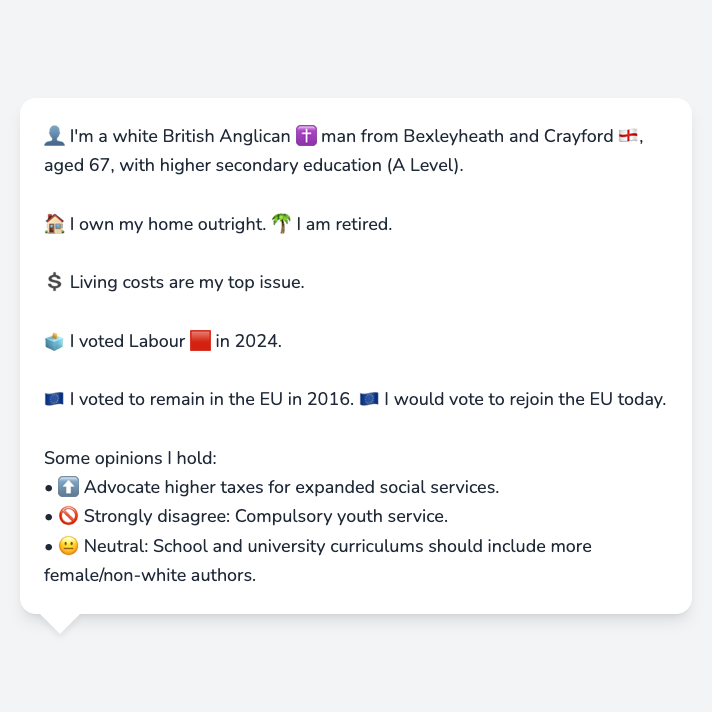 👤 I'm a white British Anglican ✝️ man from Bexleyheath and Crayford 🏴󠁧󠁢󠁥󠁮󠁧󠁿,
aged 67, with higher secondary education (A Level).
🏠 I own my home outright. 🌴 I am retired.
💲 Living costs are my top issue.
🗳️ I voted Labour 🟥 in 2024.
🇪🇺 I voted to remain in the EU in 2016. 🇪🇺 I would vote to rejoin the EU today.
Some opinions I hold:
• ⬆️ Advocate higher taxes for expanded social services.
• 🚫 Strongly disagree: Compulsory youth service.
• 😐 Neutral: School and university curriculums should include more
female/non-white authors.